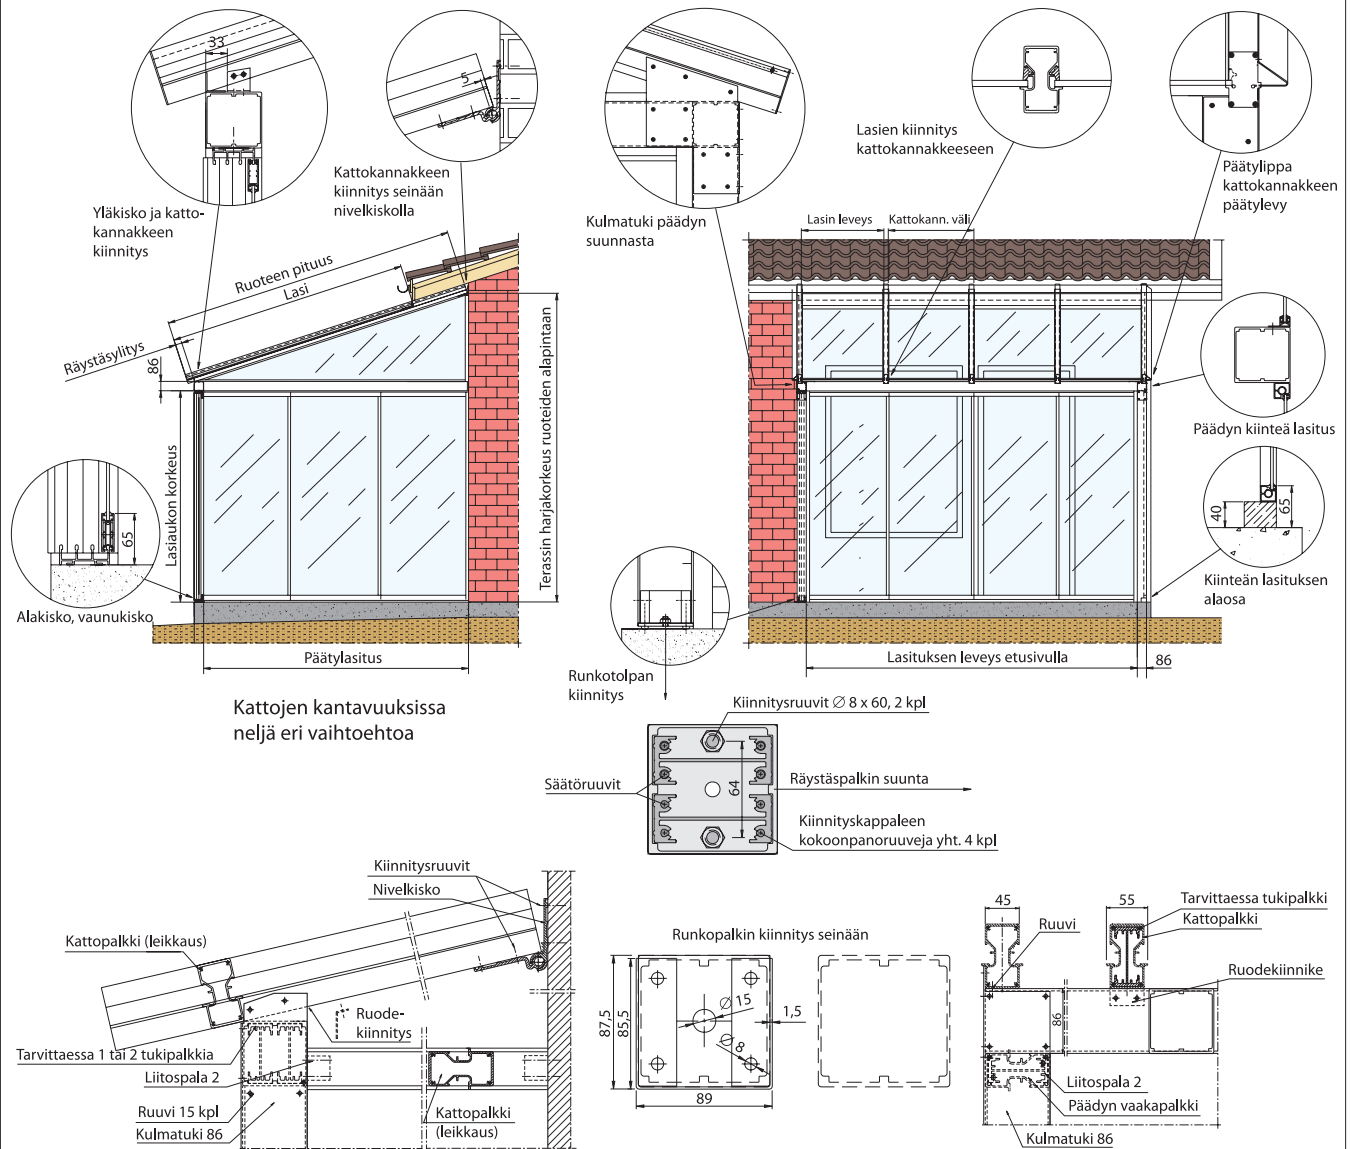 33
Yläkisko ja katto-
kannakkeen
kiinnitys
5
Kattokannakkeen
kiinnitys seinään
nivelkiskolla
Kulmatuki päädyn
suunnasta
Lasien kiinnitys
kattokannakkeeseen
Päätylippa
kattokannakkeen
päätylevy
Lasin leveys
Kattokann. väli
Ruoteen pituus
Lasi
Räystäsylitys
86
Lasiaukon korkeus
Terassin harjakorkeus ruoteiden alapintaan
65
Alakisko, vaunukisko
Päätylasitus
Päädyn kiinteä lasitus
40
65
Kiinteän lasituksen
alaosa
Runkotolpan
kiinnitys
Lasituksen leveys etusivulla
86
Kattojen kantavuuksissa
neljä eri vaihtoehtoa
Kiinnitysruuvit ∅ 8 x 60, 2 kpl
Säätöruuvit
64
Räystäspalkin suunta
Kiinnityskappaleen
kokoonpanoruuveja yht. 4 kpl
Kiinnitysruuvit
Nivelkisko
Kattopalkki (leikkaus)
Ruode-
kiinnitys
Tarvittaessa 1 tai 2 tukipalkkia
Liitospala 2
Ruuvi 15 kpl
Kulmatuki 86
Kattopalkki
(leikkaus)
Runkopalkin kiinnitys seinään
87,5
85,5
∅ 15
1,5
∅ 8
89
45
55
Tarvittaessa tukipalkki
Kattopalkki
Ruuvi
Ruodekiinnike
86
Liitospala 2
Päädyn vaakapalkki
Kulmatuki 86